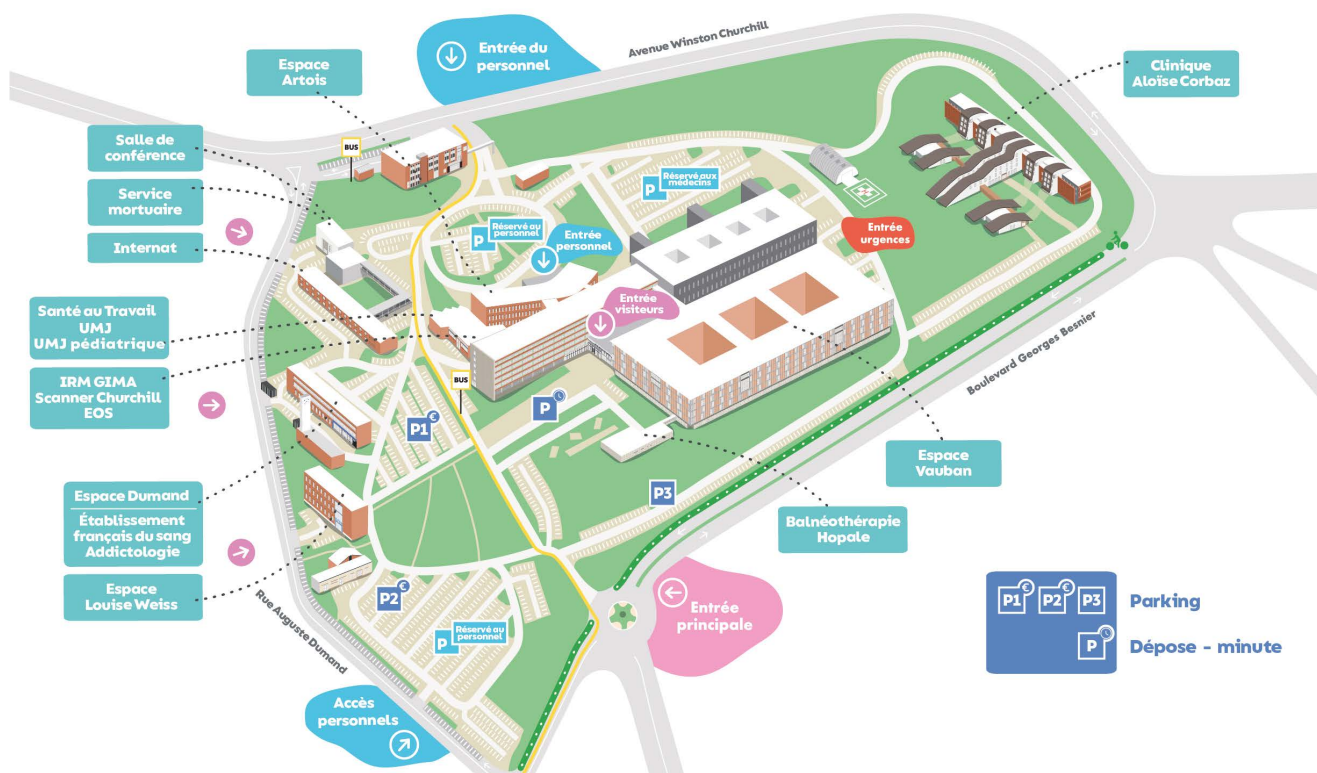 Avenue Winston Churchill
Entrée du
personnel
Espace
Artois
Clinique
Aloïse Corbaz
Salle de
conférence
BUS
Service
mortuaire
P
Réservé aux
médecins
Internat
P
Réservé au
personnel
Entrée
personnel
Entrée
urgences
Entrée
visiteurs
Santé au Travail
UMJ
UMJ pédiatrique
IRM GIMA
Scanner Churchill
EOS
BUS
Boulevard Georges Besnier
P1 €
P
Espace
Vauban
Espace Dumand
Établissement
français du sang
Addictologie
P3
Balnéothérapie
Hopale
Espace
Louise Weiss
P2 €
Rue Auguste Dumand
P
Réservé au
personnel
Entrée
principale
P1 € P2 € P3 Parking
P Dépose - minute
Accès
personnels